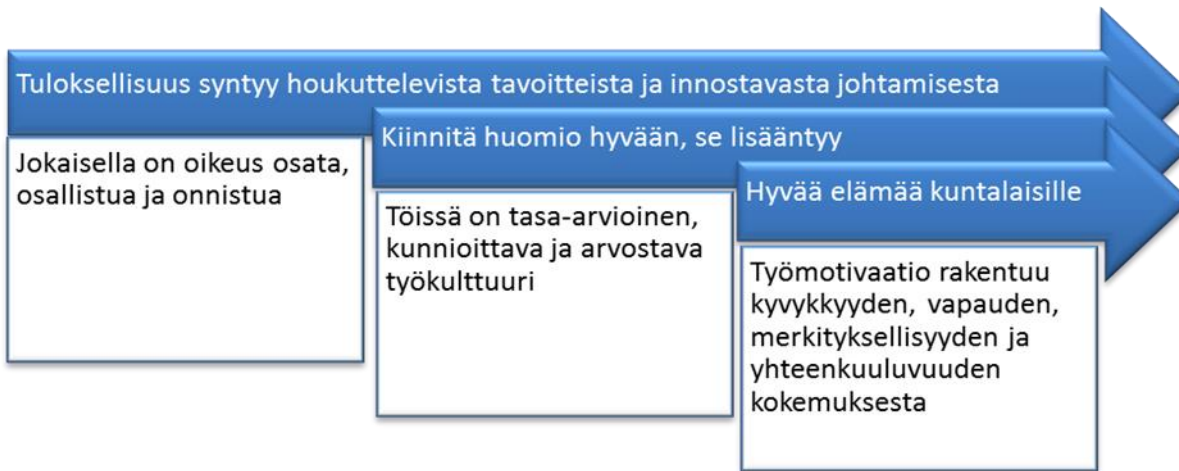 Tuloksellisuus syntyy houkuttelevista tavoitteista ja innostavasta johtamisesta
Jokaisella on oikeus osata,
osallistua ja onnistua
Kiinnitä huomio hyvään, se lisääntyy
Töissä on tasa-arvioinen,
kunnioittava ja arvostava
työkulttuuri
Hyvää elämää kuntalaisille
Työmotivaatio rakentuu
kyvykkyyden, vapauden,
merkityksellisyyden ja
yhteenkuuluvuuden
kokemuksesta